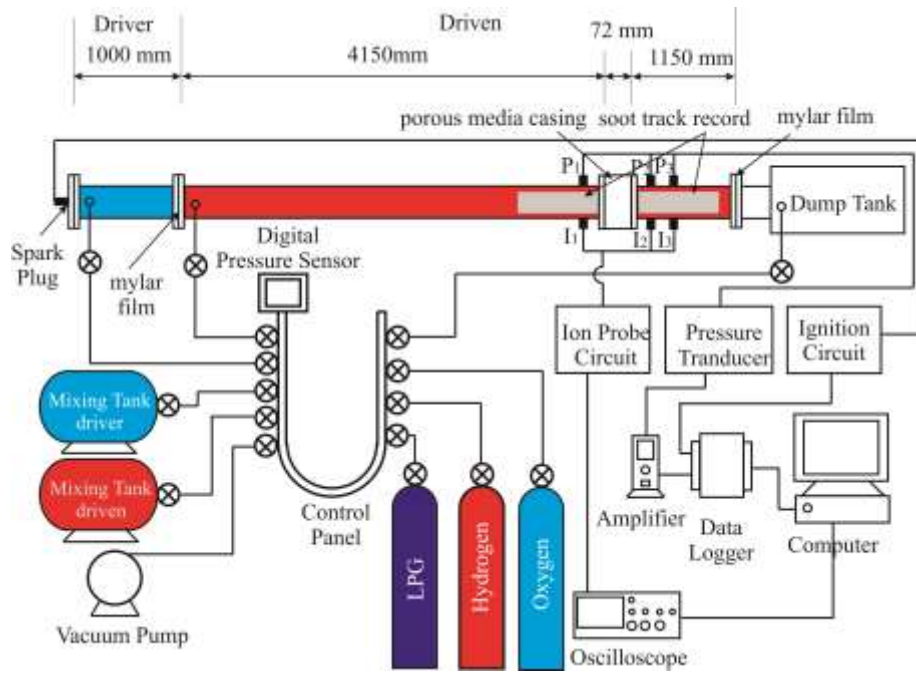 Driver
Driven
72 mm
1000 mm
4150mm
1150 mm
porous media casing
soot track record
mylar film
P1
P3
Dump Tank
I1
I2
I3
Spark
Plug
mylar
film
Digital
Pressure Sensor
Ion Probe
Circuit
Pressure
Tranducer
Ignition
Circuit
Mixing Tank
driver
Mixing Tank
driven
Control
Panel
LPG
Hydrogen
Oxygen
Amplifier
Data
Logger
Computer
Vacuum Pump
Oscilloscope